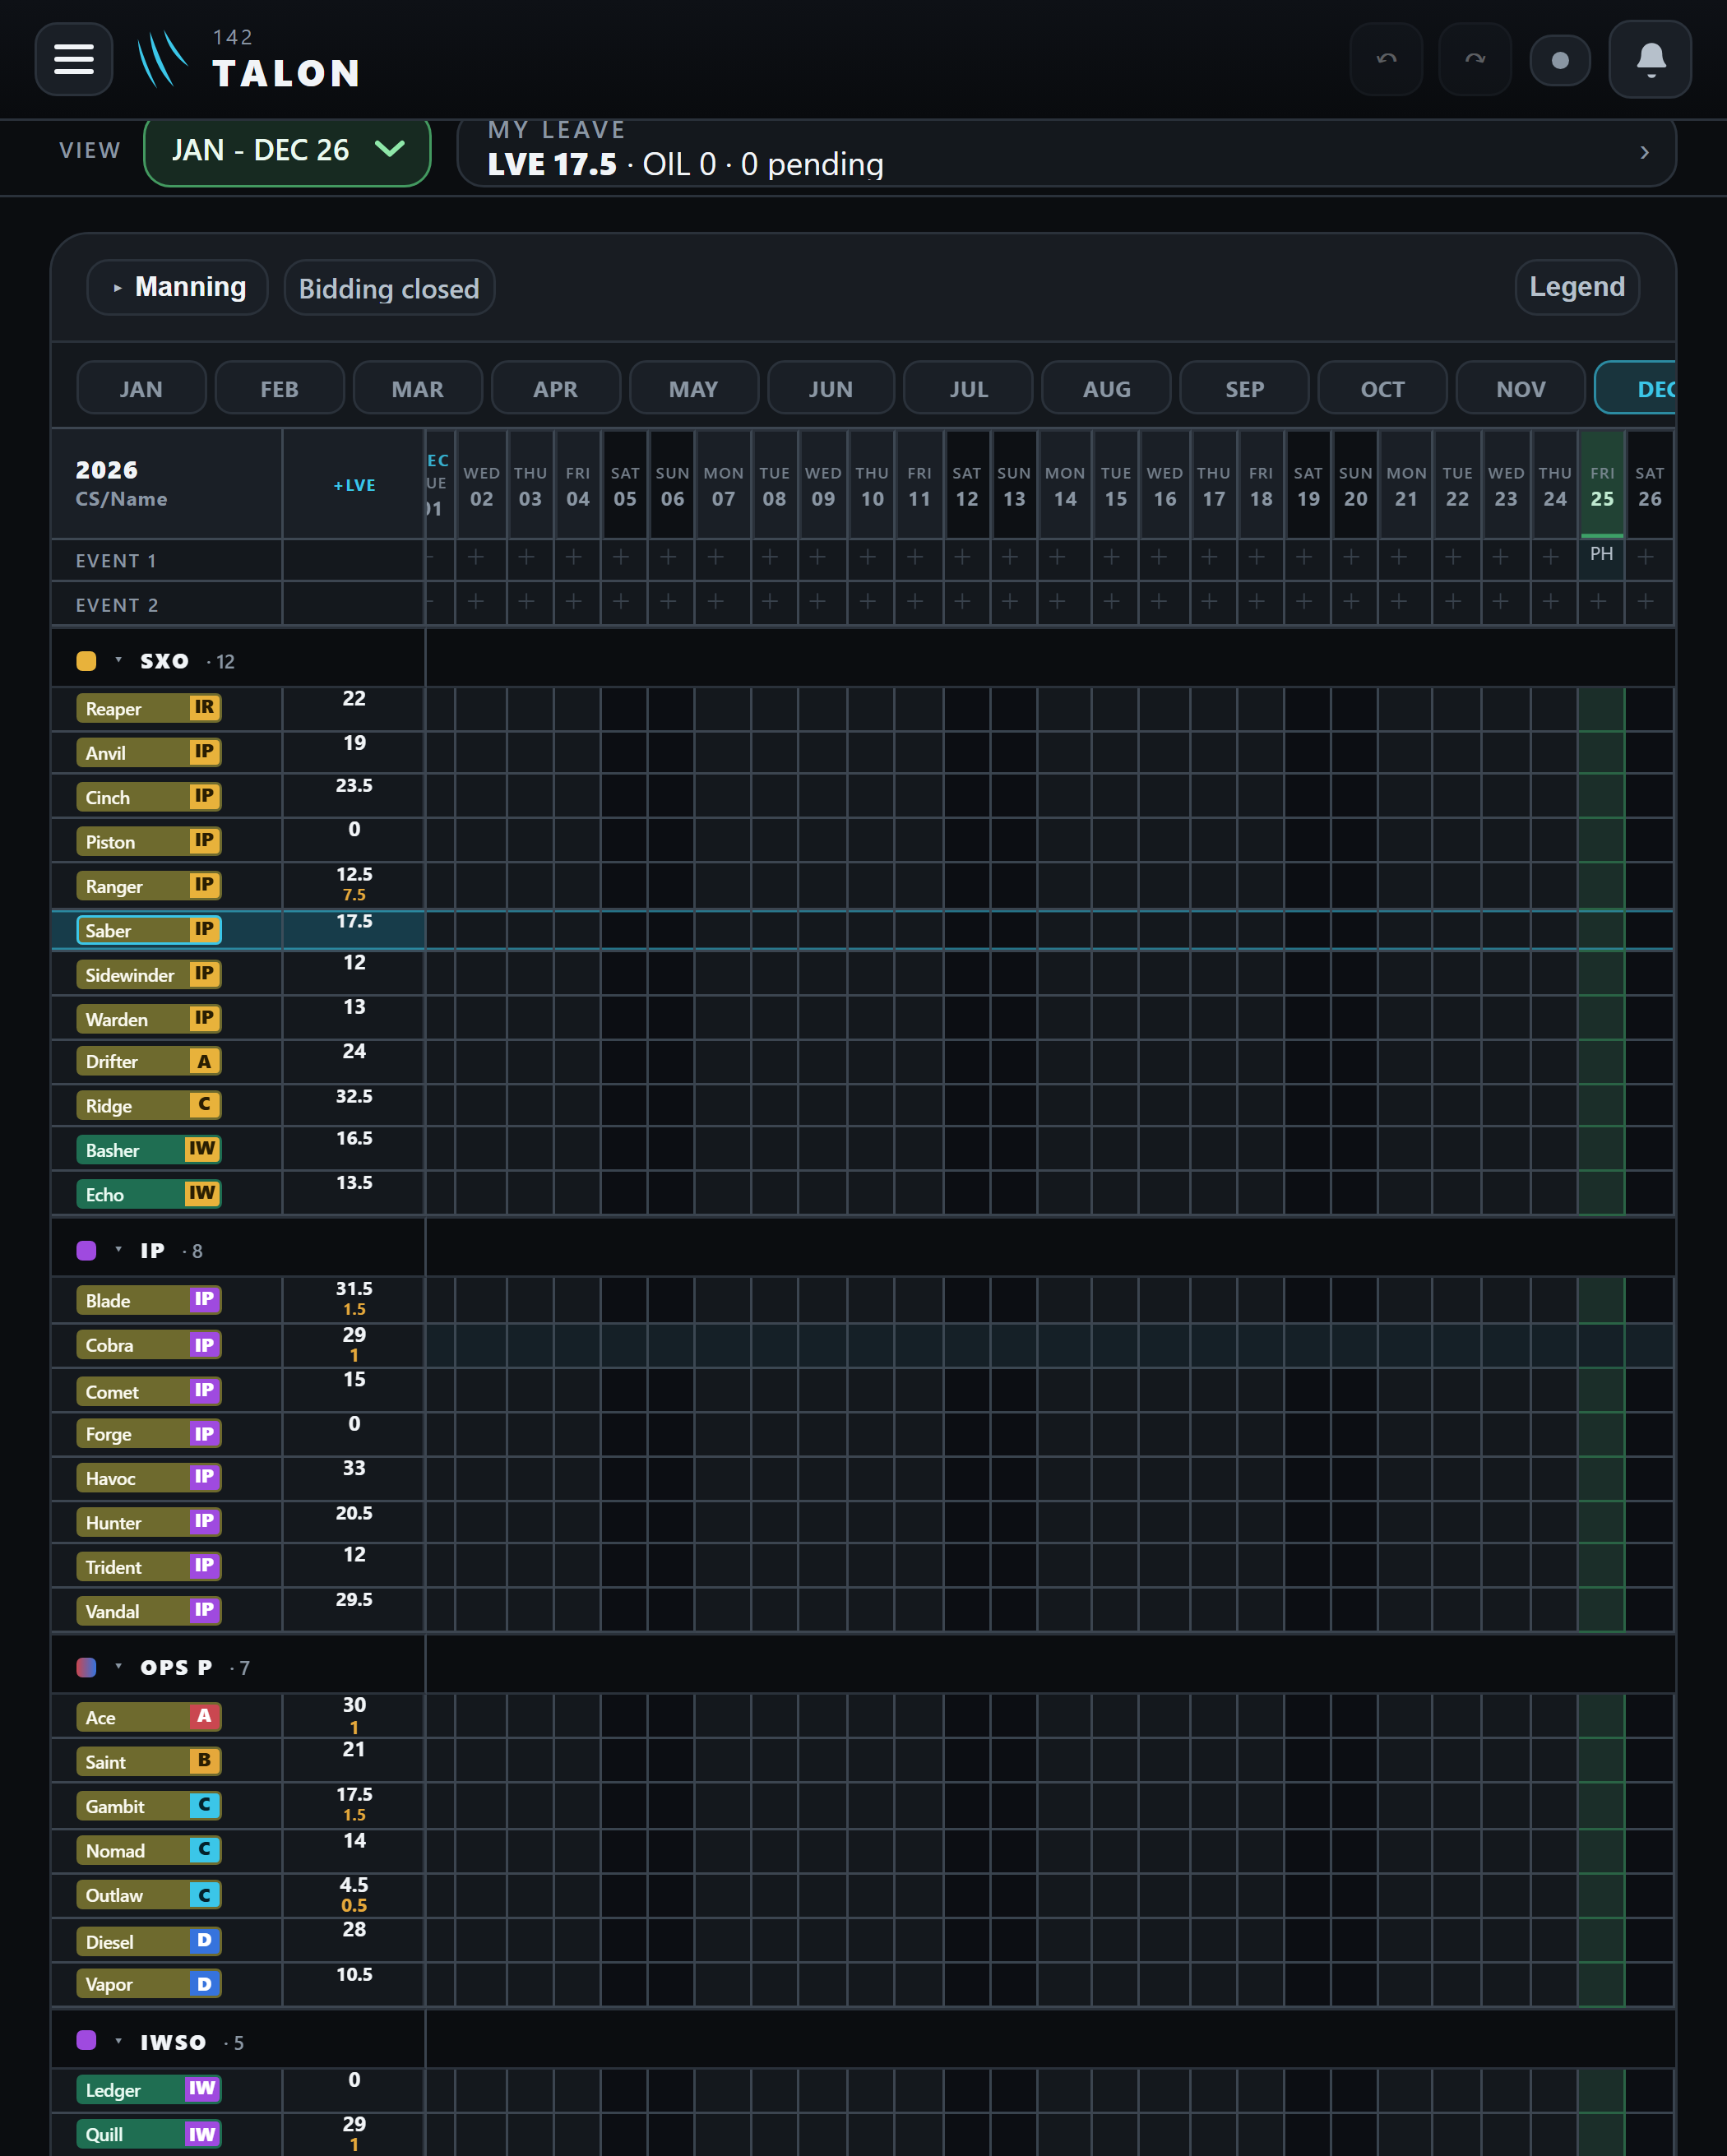 142
TALON
VIEW
JAN - DEC 26
MY LEAVE
LVE 17.5 · OIL 0 · 0 pending
Manning
Bidding closed
Legend
JAN FEB MAR APR MAY JUN JUL AUG SEP OCT NOV DEC
2026
CS/Name
+LVE
EC
UE
01
WED 02
THU 03
FRI 04
SAT 05
SUN 06
MON 07
TUE 08
WED 09
THU 10
FRI 11
SAT 12
SUN 13
MON 14
TUE 15
WED 16
THU 17
FRI 18
SAT 19
SUN 20
MON 21
TUE 22
WED 23
THU 24
FRI 25
SAT 26
EVENT 1
PH
EVENT 2
SXO · 12
Reaper IR 22
Anvil IP 19
Cinch IP 23.5
Piston IP 0
Ranger IP 12.5
7.5
Saber IP 17.5
Sidewinder IP 12
Warden IP 13
Drifter A 24
Ridge C 32.5
Basher IW 16.5
Echo IW 13.5
IP · 8
Blade IP 31.5
1.5
Cobra IP 29
1
Comet IP 15
Forge IP 0
Havoc IP 33
Hunter IP 20.5
Trident IP 12
Vandal IP 29.5
OPS P · 7
Ace A 30
1
Saint B 21
Gambit C 17.5
1.5
Nomad C 14
Outlaw C 4.5
0.5
Diesel D 28
Vapor D 10.5
IWSO · 5
Ledger IW 0
Quill IW 29
1